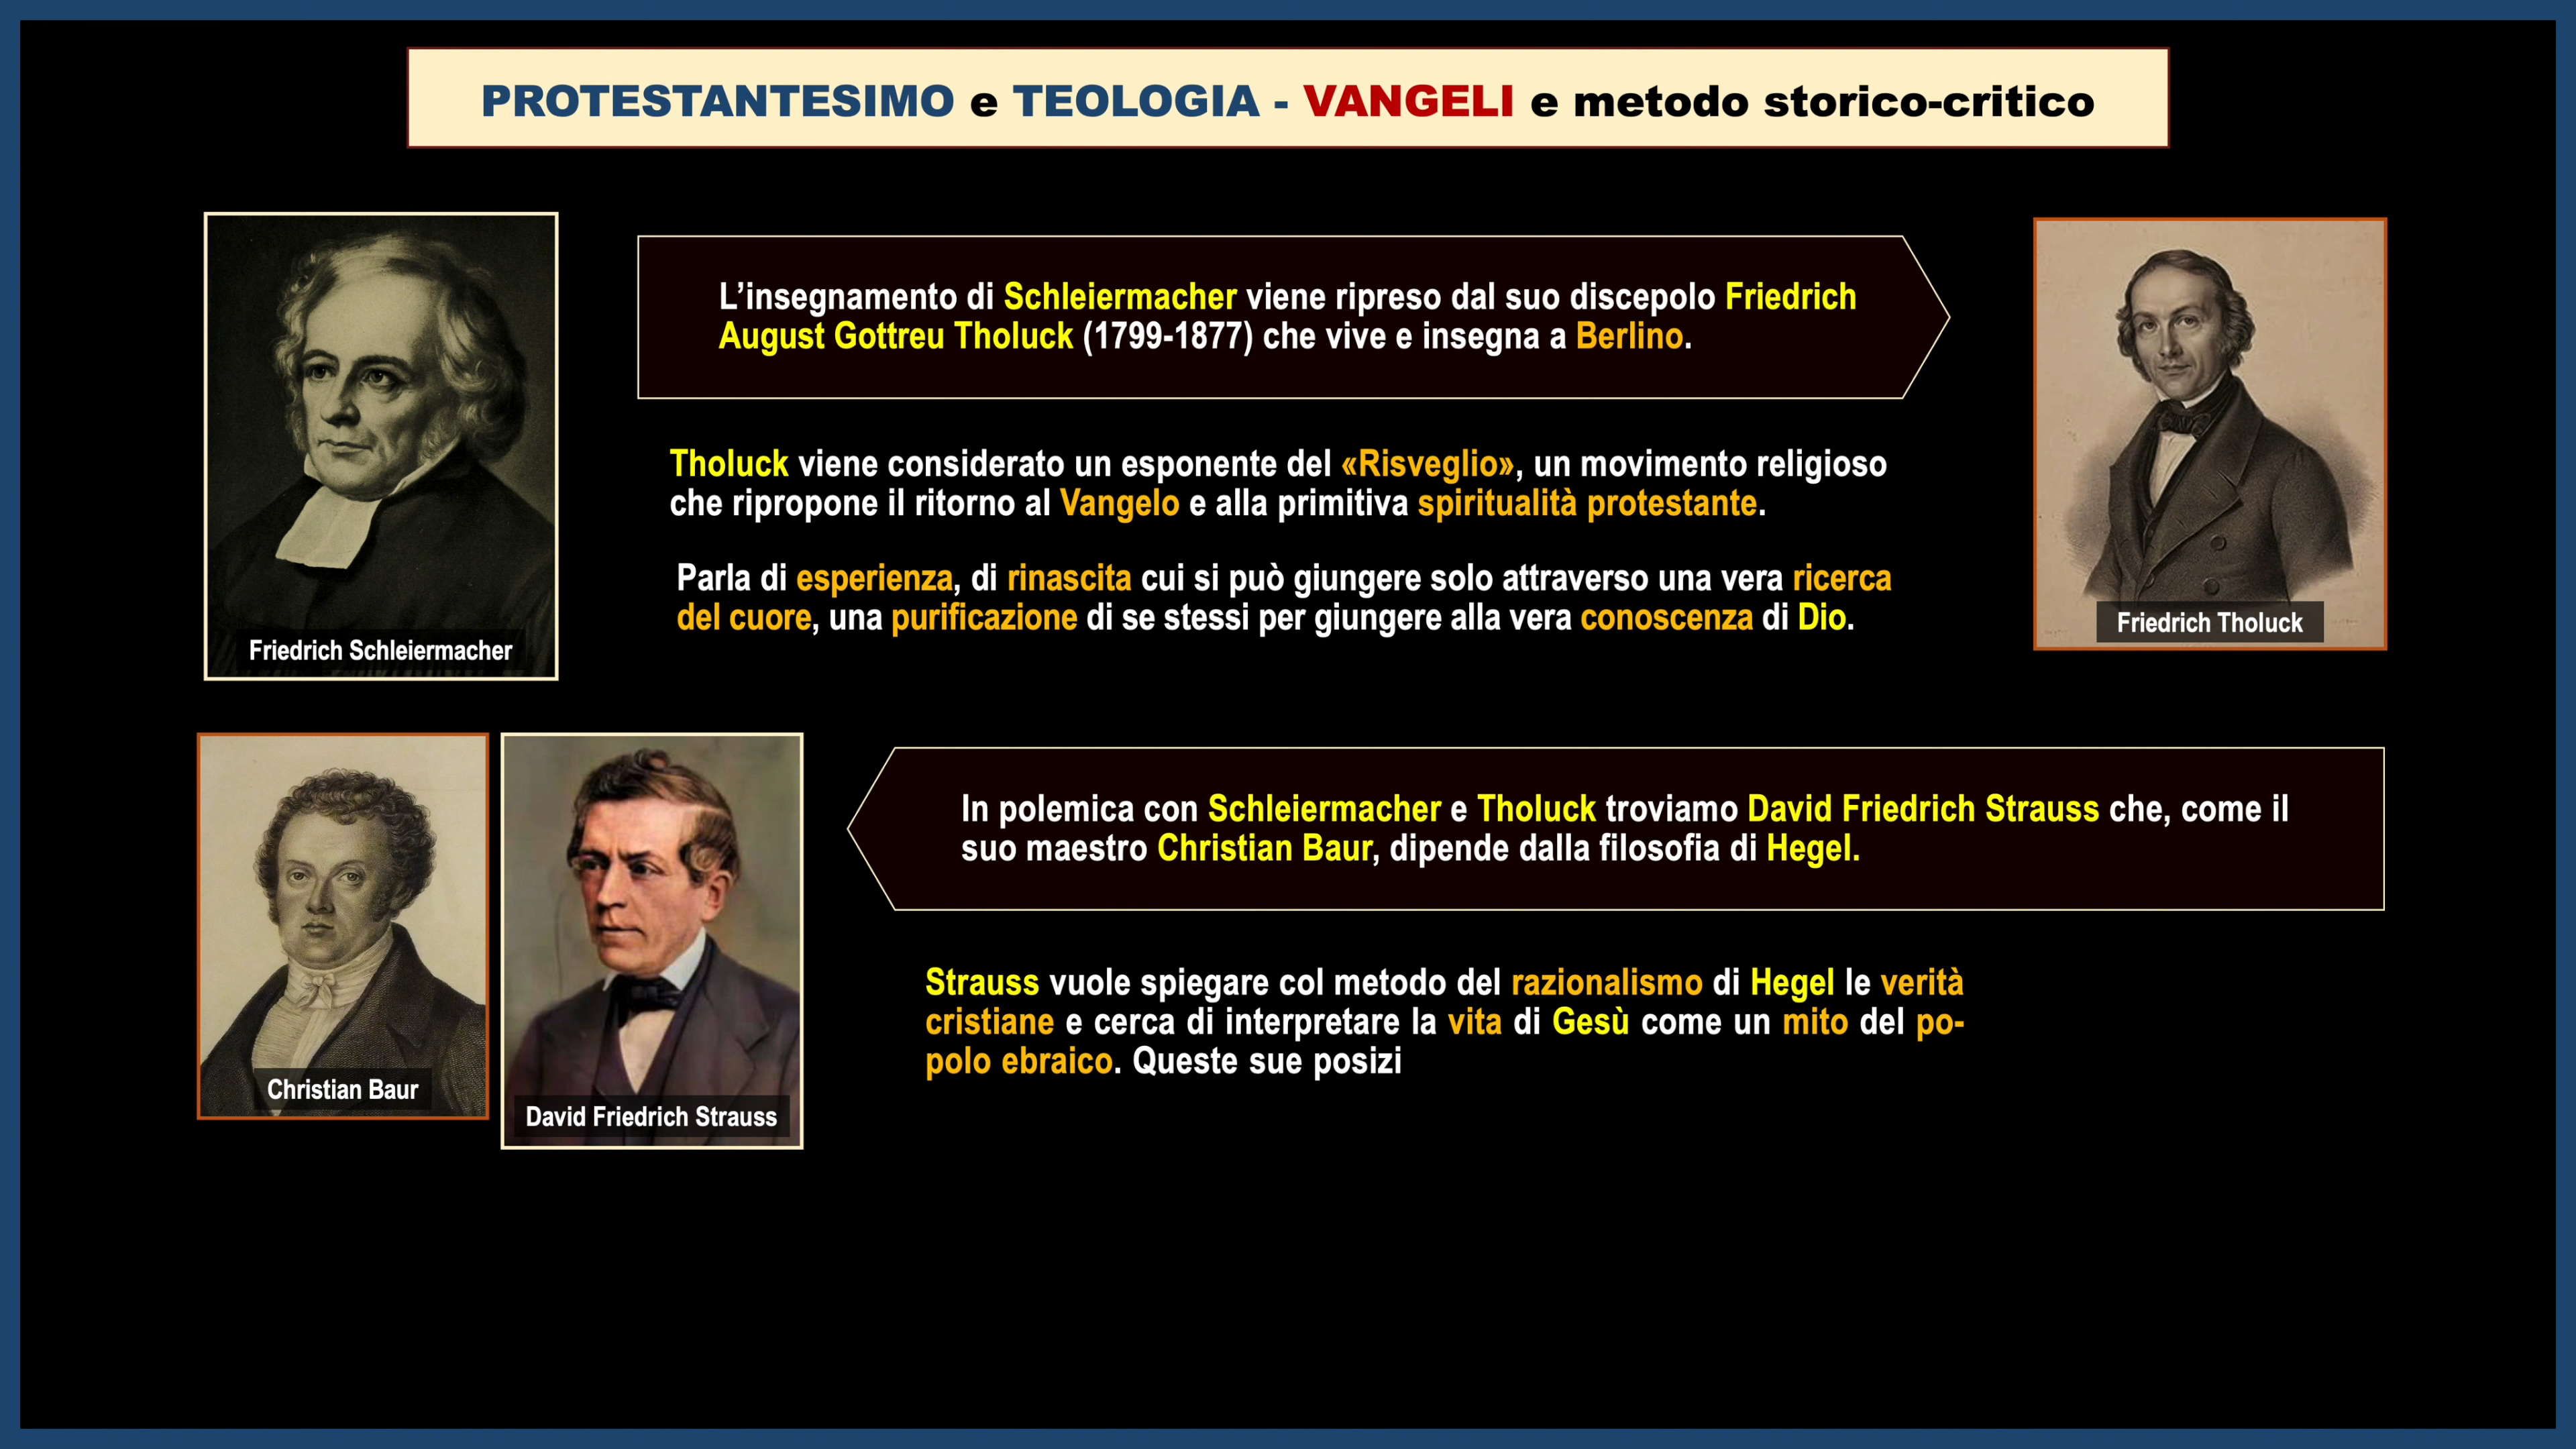 PROTESTANTESIMO e TEOLOGIA - VANGELI e metodo storico-critico
L’insegnamento di Schleiermacher viene ripreso dal suo discepolo Friedrich
August Gottreu Tholuck (1799-1877) che vive e insegna a Berlino.
Tholuck viene considerato un esponente del «Risveglio», un movimento religioso
che ripropone il ritorno al Vangelo e alla primitiva spiritualità protestante.
Parla di esperienza, di rinascita cui si può giungere solo attraverso una vera ricerca
del cuore, una purificazione di se stessi per giungere alla vera conoscenza di Dio.
Friedrich Schleiermacher
Friedrich Tholuck
In polemica con Schleiermacher e Tholuck troviamo David Friedrich Strauss che, come il
suo maestro Christian Baur, dipende dalla filosofia di Hegel.
Strauss vuole spiegare col metodo del razionalismo di Hegel le verità
cristiane e cerca di interpretare la vita di Gesù come un mito del po-
polo ebraico. Queste sue posizi
Christian Baur
David Friedrich Strauss